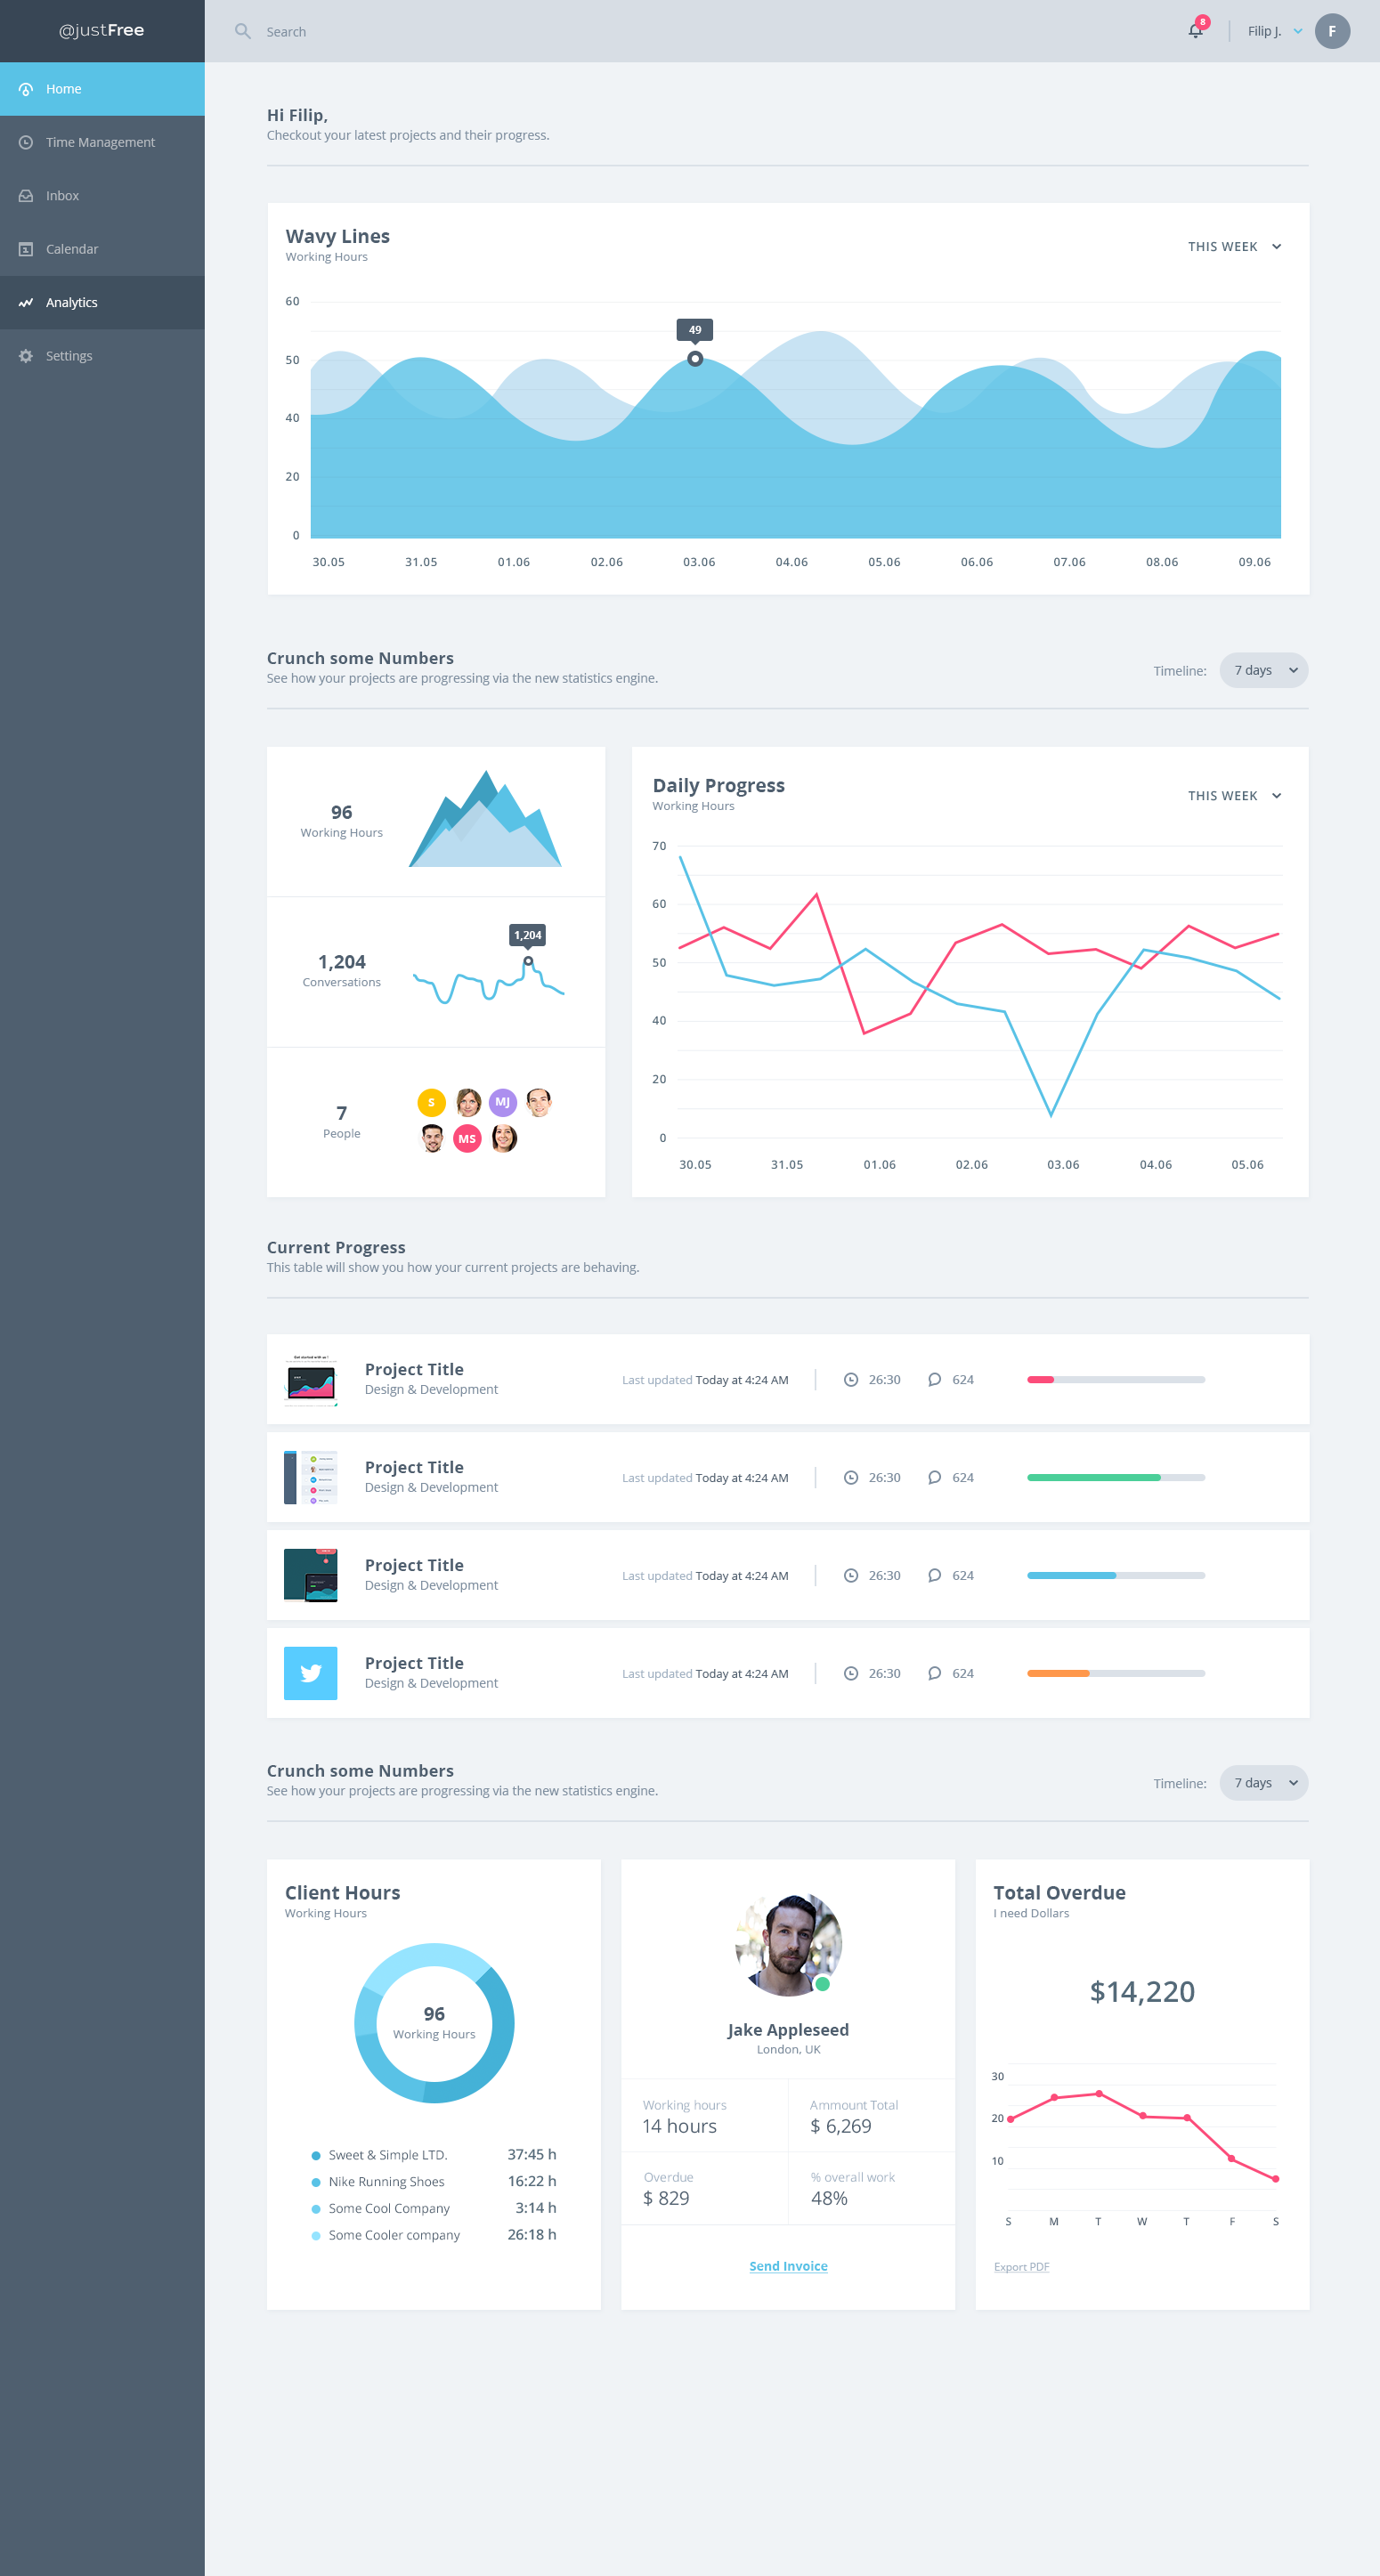 @justFree
Search
8
Filip J.
F
Home
Time Management
Inbox
Calendar
Analytics
Settings
Hi Filip,
Checkout your latest projects and their progress.
Wavy Lines
Working Hours
THIS WEEK
60
50
40
20
0
49
30.05 31.05 01.06 02.06 03.06 04.06 05.06 06.06 07.06 08.06 09.06
Crunch some Numbers
See how your projects are progressing via the new statistics engine.
Timeline: 7 days
96
Working Hours
1,204
Conversations
1,204
7
People
S
MJ
MS
Daily Progress
Working Hours
THIS WEEK
70
60
50
40
20
0
30.05 31.05 01.06 02.06 03.06 04.06 05.06
Current Progress
This table will show you how your current projects are behaving.
Get started with us !
Project Title
Design & Development
Last updated Today at 4:24 AM
26:30
624
Project Title
Design & Development
Last updated Today at 4:24 AM
26:30
624
Project Title
Design & Development
Last updated Today at 4:24 AM
26:30
624
Project Title
Design & Development
Last updated Today at 4:24 AM
26:30
624
Crunch some Numbers
See how your projects are progressing via the new statistics engine.
Timeline: 7 days
Client Hours
Working Hours
96
Working Hours
Sweet & Simple LTD. 37:45 h
Nike Running Shoes 16:22 h
Some Cool Company 3:14 h
Some Cooler company 26:18 h
Jake Appleseed
London, UK
Working hours
14 hours
Ammount Total
$ 6,269
Overdue
$ 829
% overall work
48%
Send Invoice
Total Overdue
I need Dollars
$14,220
30
20
10
S M T W T F S
Export PDF